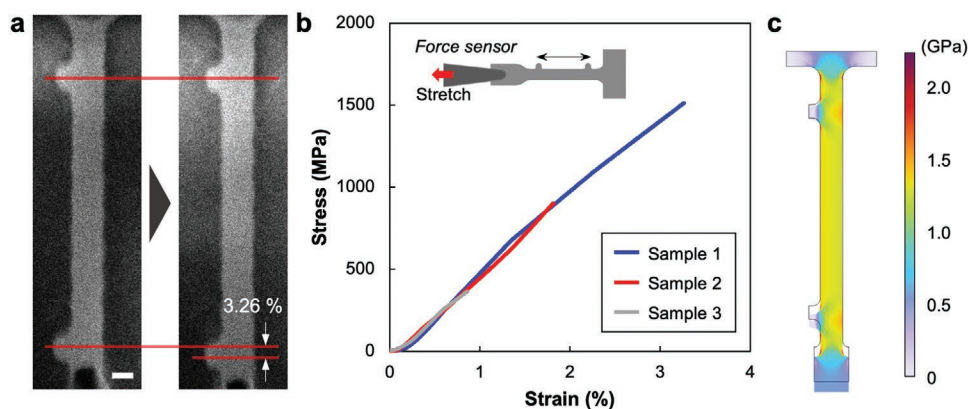 a
3.26 %
b
Stress (MPa)
2000
1500
1000
500
0
0
1
2
3
4
Strain (%)
Force sensor
Stretch
Sample 1
Sample 2
Sample 3
c
(GPa)
2.0
1.5
1.0
0.5
0